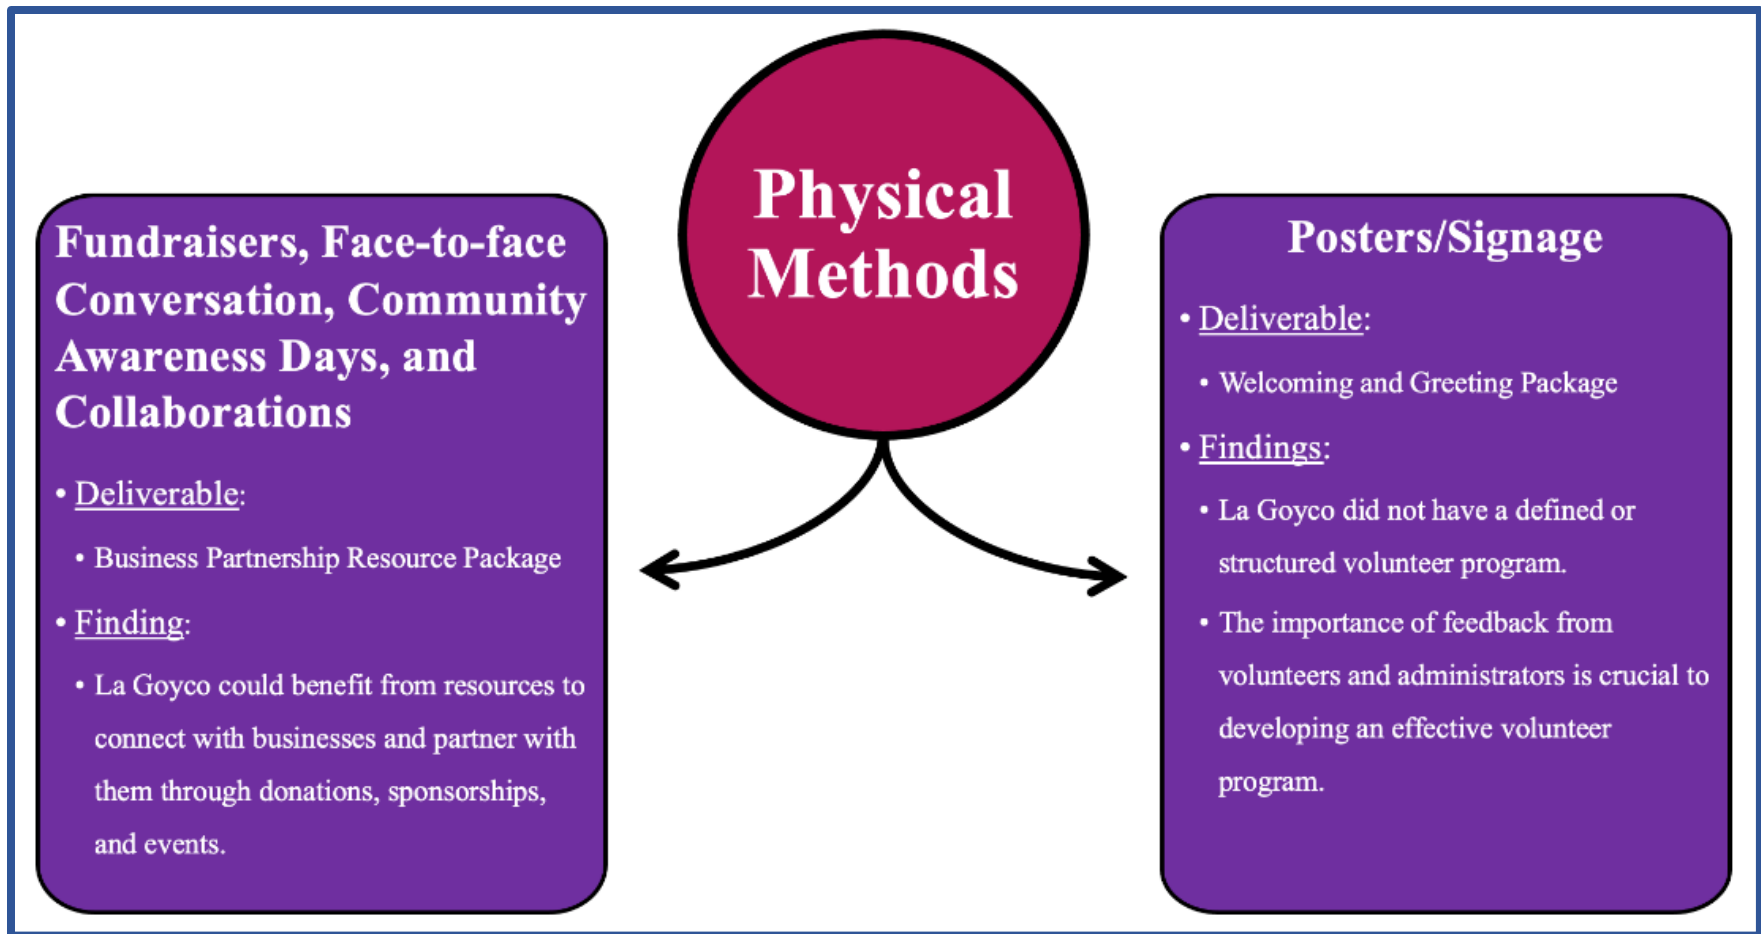 Physical
Methods
Fundraisers, Face-to-face
Conversation, Community
Awareness Days, and
Collaborations
• Deliverable:
• Business Partnership Resource Package
• Finding:
• La Goyco could benefit from resources to
connect with businesses and partner with
them through donations, sponsorships,
and events.
Posters/Signage
• Deliverable:
• Welcoming and Greeting Package
• Findings:
• La Goyco did not have a defined or
structured volunteer program.
• The importance of feedback from
volunteers and administrators is crucial to
developing an effective volunteer
program.